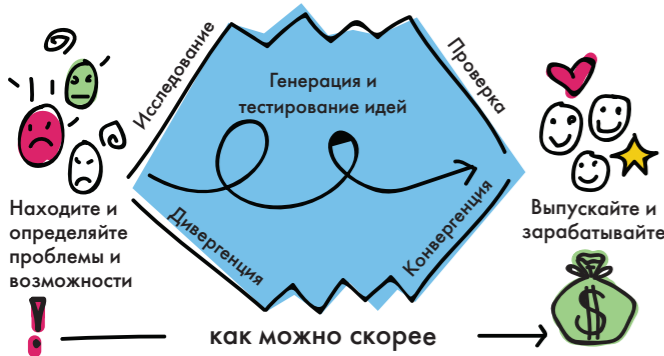 Исследование
Генерация и
тестирование идей
Проверка
Находите и
определяйте
проблемы и
возможности
Дивергенция
Конвергенция
Выпускайте и
зарабатывайте
!
как можно скорее
$